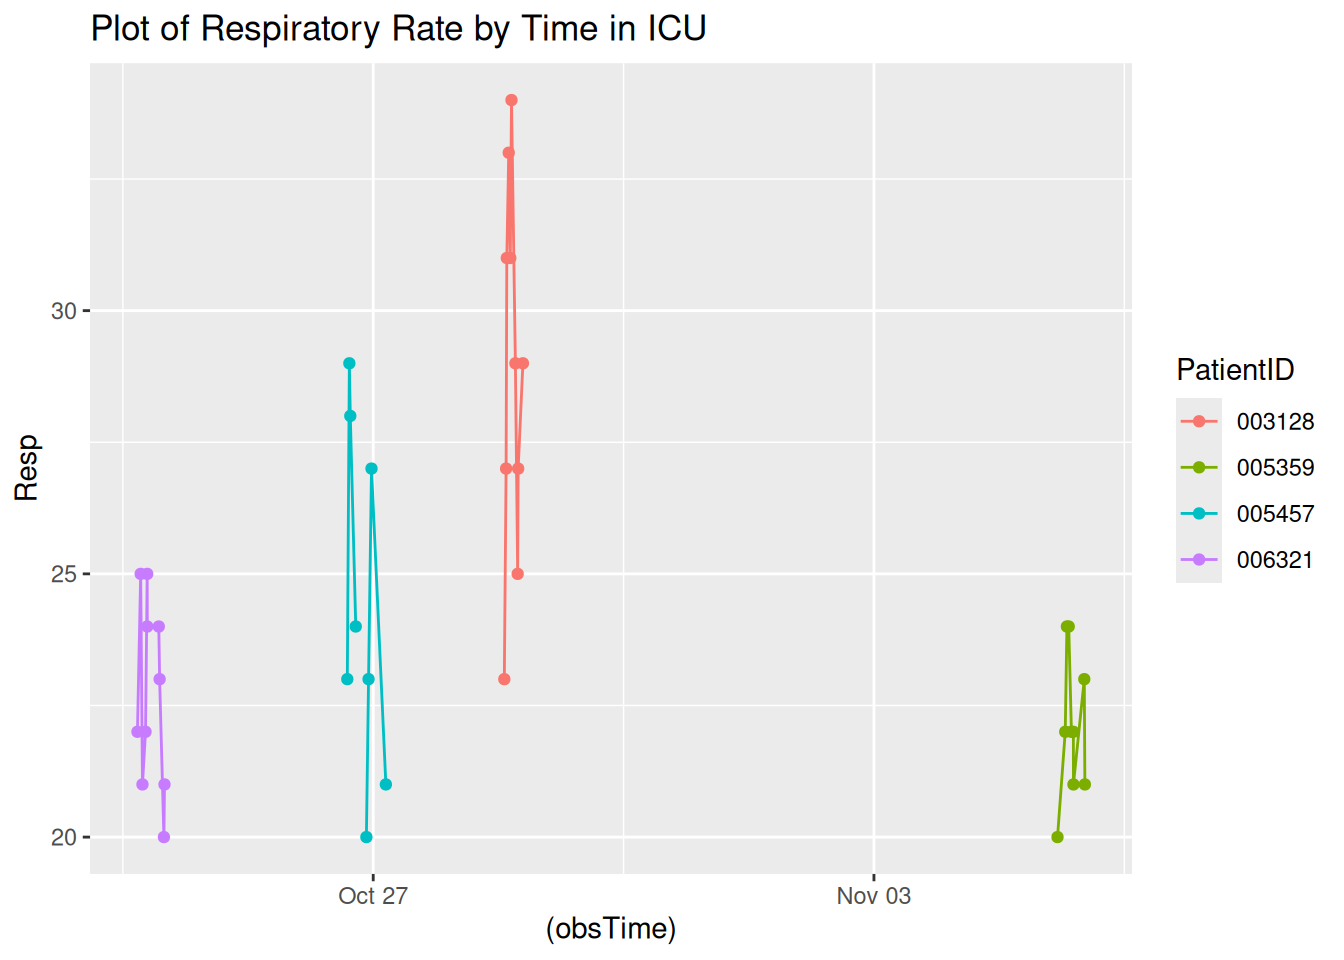 Plot of Respiratory Rate by Time in ICU
Resp
30
25
20
Oct 27
Nov 03
(obsTime)
PatientID
003128
005359
005457
006321